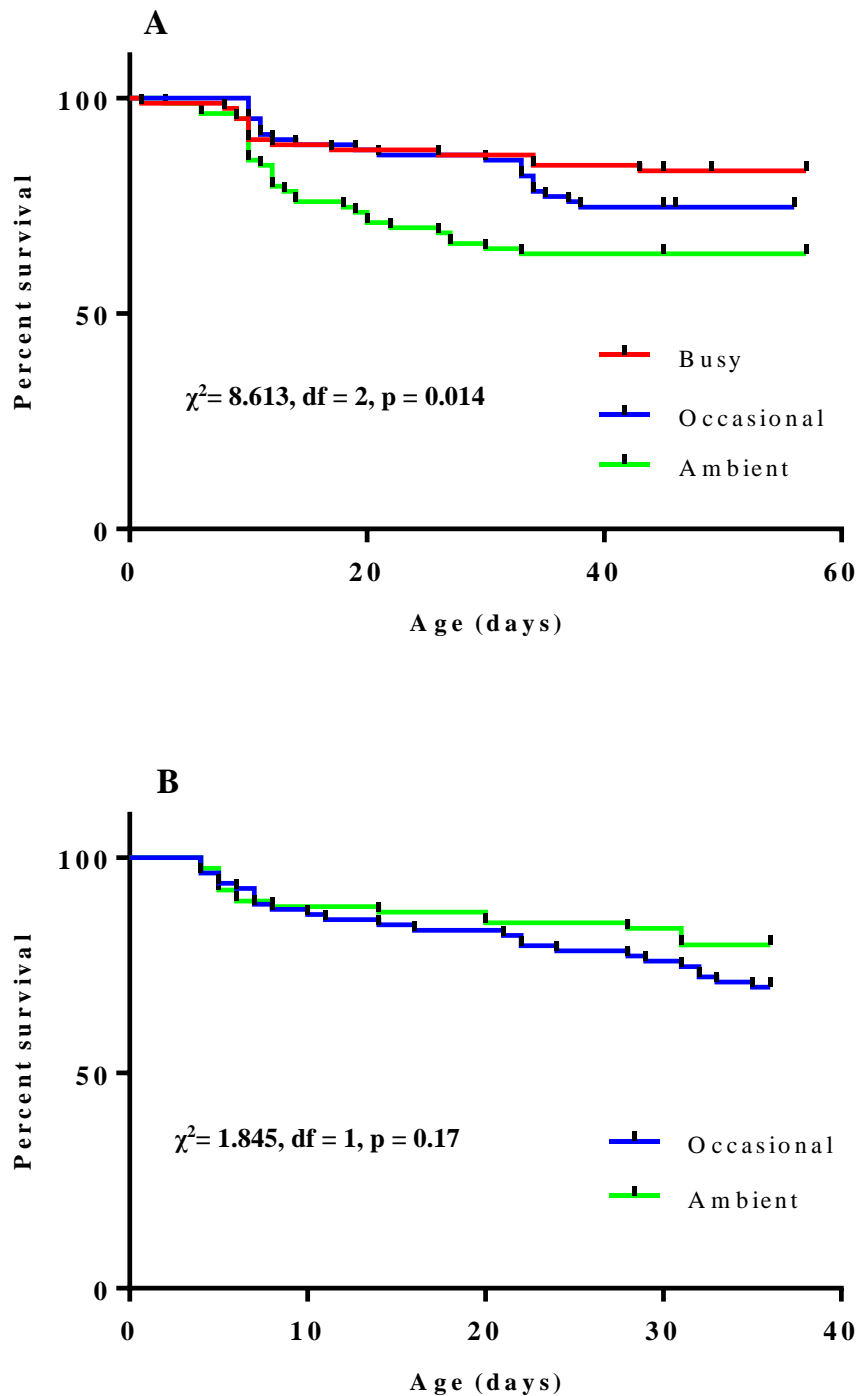 A
100
50
0
Percent survival
Busy
χ²= 8.613, df = 2, p = 0.014
Occasional
Ambient
0 20 40 60
Age (days)
B
100
50
0
Percent survival
χ²= 1.845, df = 1, p = 0.17
Occasional
Ambient
0 10 20 30 40
Age (days)